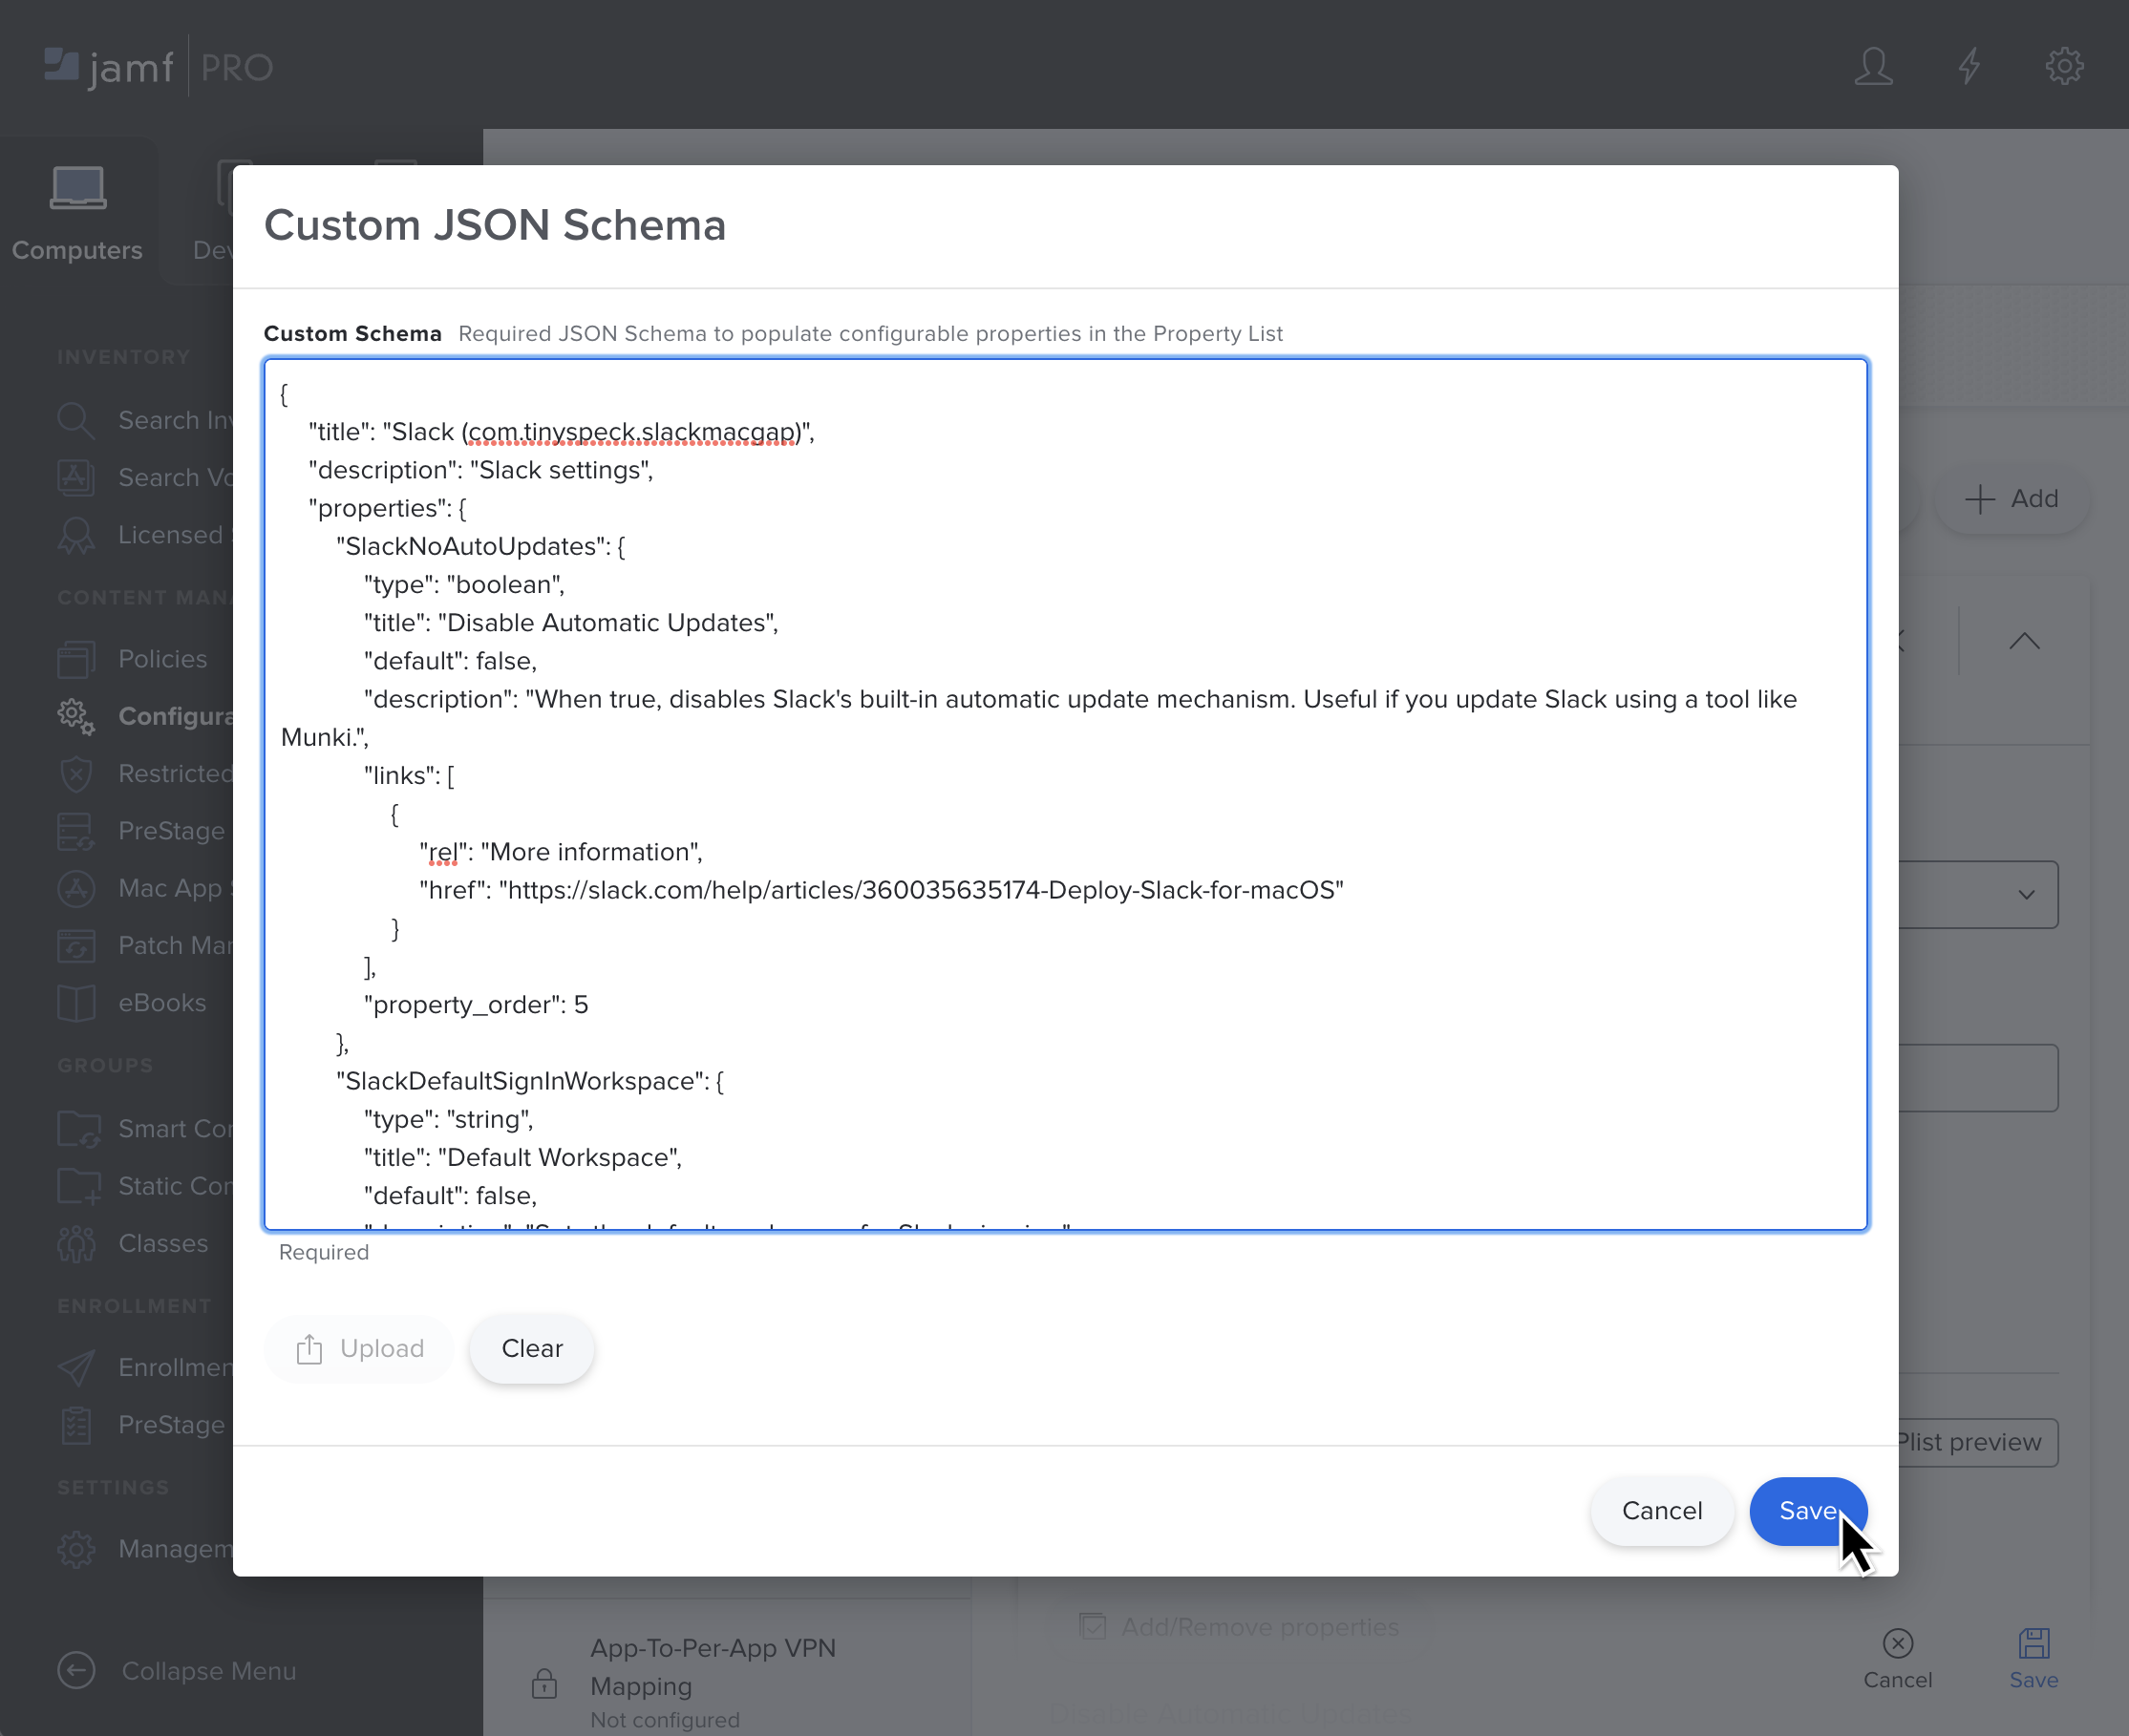 jamf PRO
Computers
Dev
INVENTORY
Search Inv
Search Vo
Licensed
CONTENT MAN
Policies
Configura
Restricted
PreStage
Mac App
Patch Mar
eBooks
GROUPS
Smart Con
Static Con
Classes
ENROLLMENT
Enrollmen
PreStage
SETTINGS
Managem
Collapse Menu
Custom JSON Schema
Custom Schema Required JSON Schema to populate configurable properties in the Property List
{
"title": "Slack (com.tinyspeck.slackmacgap)",
"description": "Slack settings",
"properties": {
"SlackNoAutoUpdates": {
"type": "boolean",
"title": "Disable Automatic Updates",
"default": false,
"description": "When true, disables Slack's built-in automatic update mechanism. Useful if you update Slack using a tool like
Munki.",
"links": [
{
"rel": "More information",
"href": "https://slack.com/help/articles/360035635174-Deploy-Slack-for-macOS"
}
],
"property_order": 5
},
"SlackDefaultSignInWorkspace": {
"type": "string",
"title": "Default Workspace",
"default": false,
Required
Upload
Clear
Cancel
Save
Add
Plist preview
Add/Remove properties
Disable Automatic Updates
App-To-Per-App VPN
Mapping
Not configured
Cancel
Save